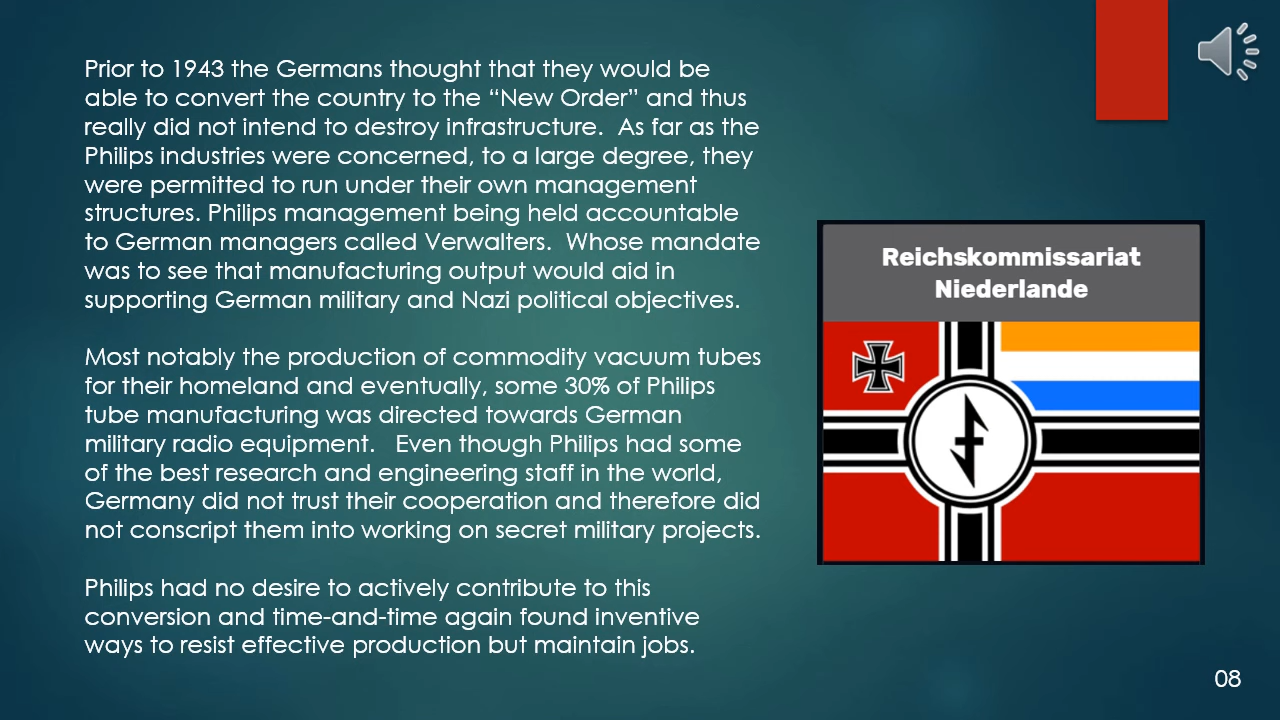 Prior to 1943 the Germans thought that they would be
able to convert the country to the “New Order” and thus
really did not intend to destroy infrastructure.  As far as the
Philips industries were concerned, to a large degree, they
were permitted to run under their own management
structures. Philips management being held accountable
to German managers called Verwalters.  Whose mandate
was to see that manufacturing output would aid in
supporting German military and Nazi political objectives.
Most notably the production of commodity vacuum tubes
for their homeland and eventually, some 30% of Philips
tube manufacturing was directed towards German
military radio equipment.   Even though Philips had some
of the best research and engineering staff in the world,
Germany did not trust their cooperation and therefore did
not conscript them into working on secret military projects.
Philips had no desire to actively contribute to this
conversion and time-and-time again found inventive
ways to resist effective production but maintain jobs.
Reichskommissariat
Niederlande
08